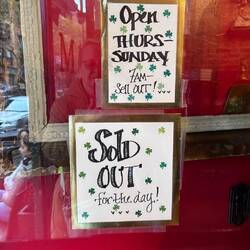 Open
THURS-
SUNDAY
7AM-
Sell OUT!
Sold
OUT
for the day!